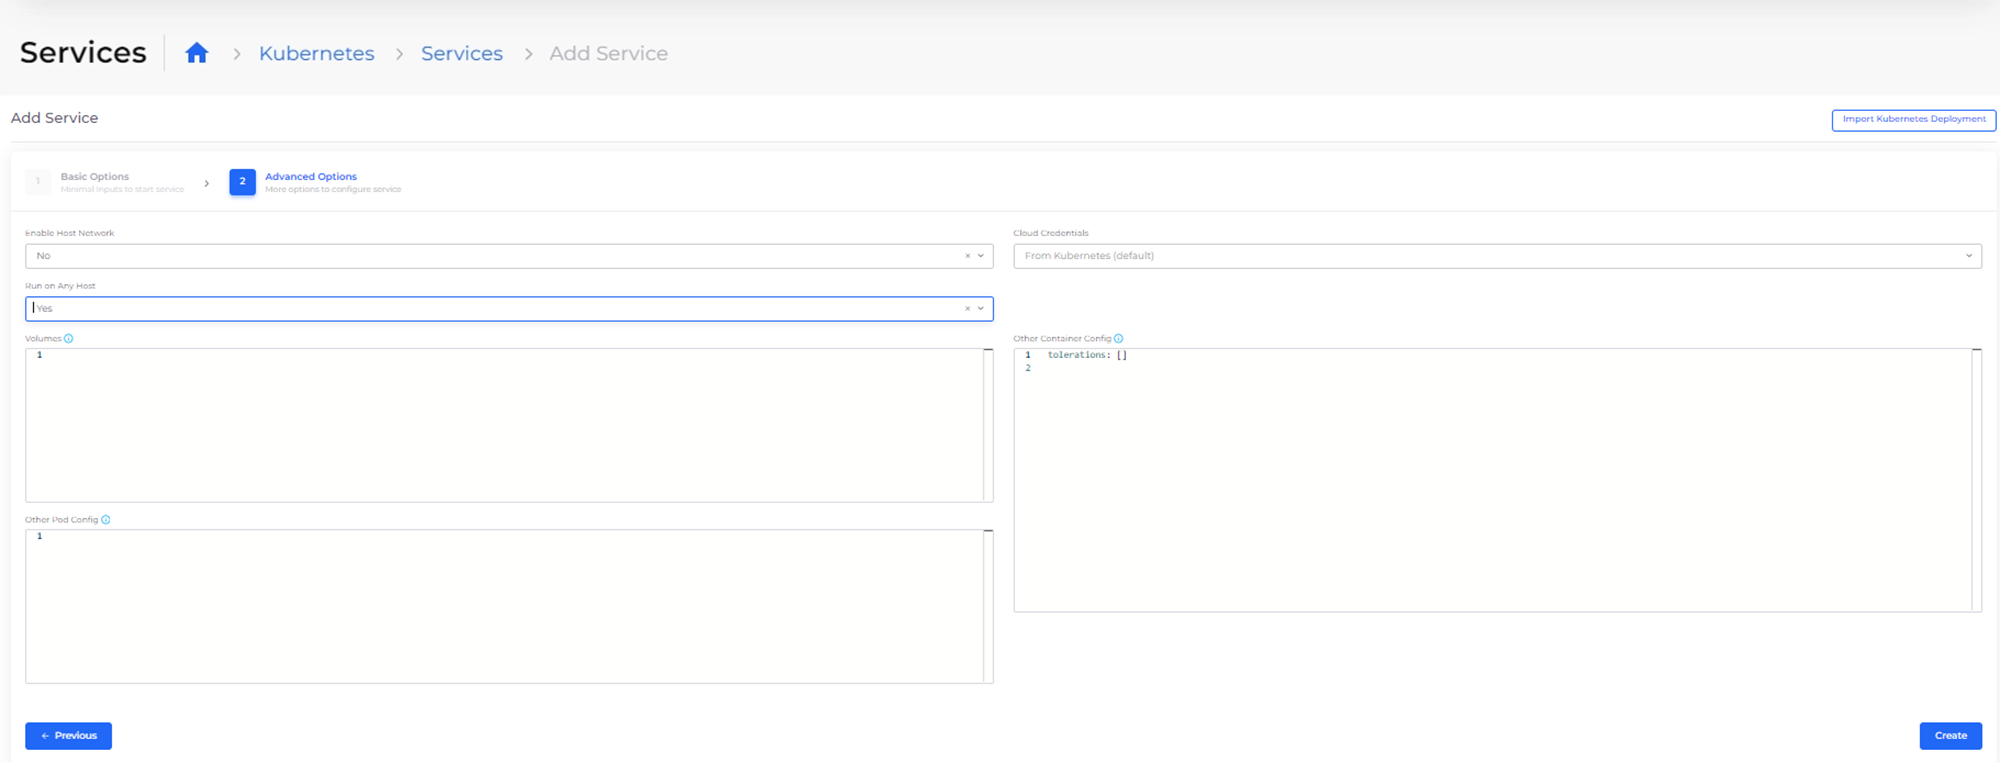 Services Kubernetes Services Add Service
Add Service
Import Kubernetes Deployment
1 Basic Options
Minimal Inputs to start service
2 Advanced Options
More options to configure service
Enable Host Network
No
Cloud Credentials
From Kubernetes (default)
Run on Any Host
Yes
Volumes
1
Other Container Config
1 tolerations: []
2
Other Pod Config
1
← Previous
Create